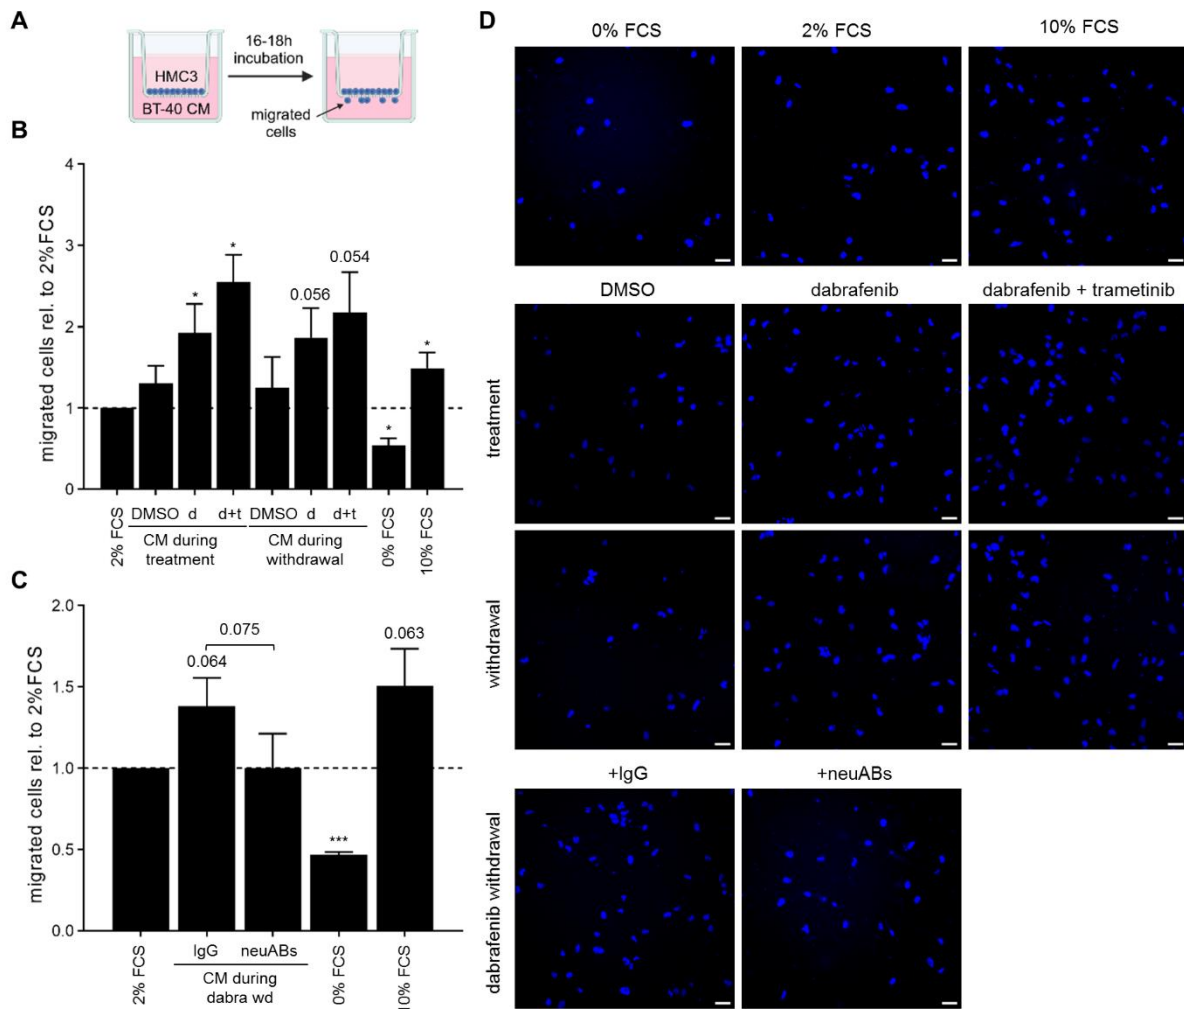 A
HMC3
BT-40 CM
16-18h
incubation
migrated
cells
B
migrated cells rel. to 2%FCS
4
3
2
1
0
*
*
0.056
0.054
*
*
2% FCS
DMSO d d+t
DMSO d d+t
0% FCS
10% FCS
CM during
treatment
CM during
withdrawal
C
migrated cells rel. to 2%FCS
2.0
1.5
1.0
0.5
0.0
0.075
0.064
***
0.063
2% FCS
IgG neuABs
0% FCS
10% FCS
CM during
dabra wd
D
0% FCS 2% FCS 10% FCS
DMSO dabrafenib dabrafenib + trametinib
treatment
withdrawal
+IgG +neuABs
dabrafenib withdrawal